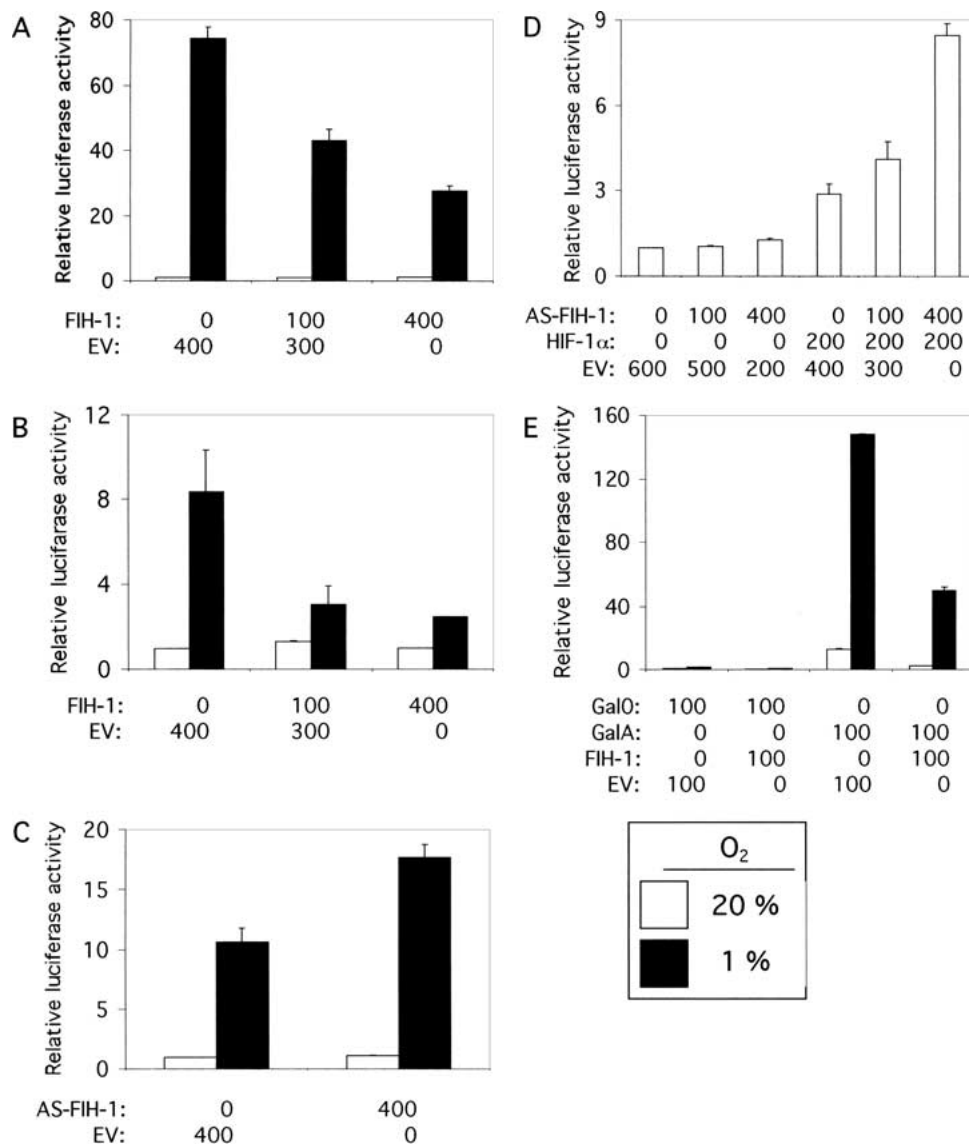 A
Relative luciferase activity
80
60
40
20
0
FIH-1: 0 100 400
EV: 400 300 0
B
Relative lucifarase activity
12
8
4
0
FIH-1: 0 100 400
EV: 400 300 0
C
Relative luciferase activity
20
15
10
5
0
AS-FIH-1: 0 400
EV: 400 0
D
Relative luciferase activity
9
6
3
0
AS-FIH-1: 0 100 400 0 100 400
HIF-1α: 0 0 0 200 200 200
EV: 600 500 200 400 300 0
E
Relative luciferase activity
160
120
80
40
0
Gal0: 100 100 0 0
GalA: 0 0 100 100
FIH-1: 0 100 0 100
EV: 100 0 100 0
O₂
20 %
1 %